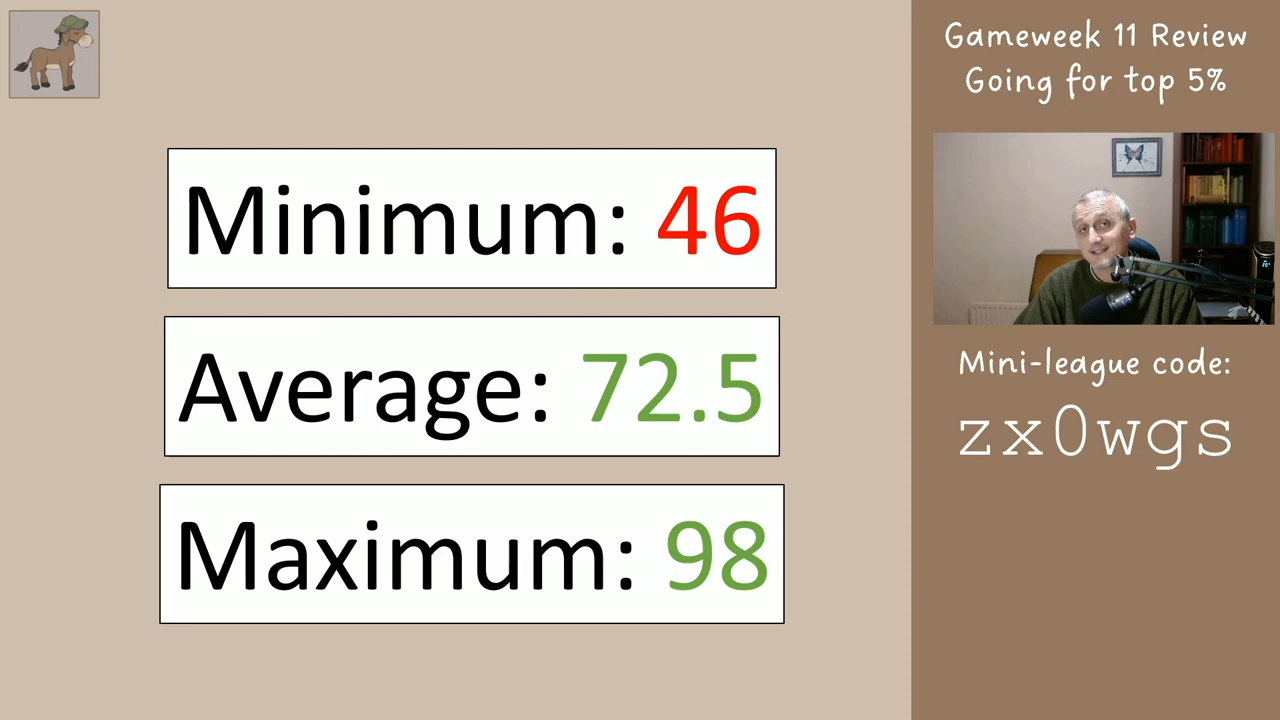 Minimum: 46
Average: 72.5
Maximum: 98
Gameweek 11 Review
Going for top 5%
Mini-league code:
zx0wgs